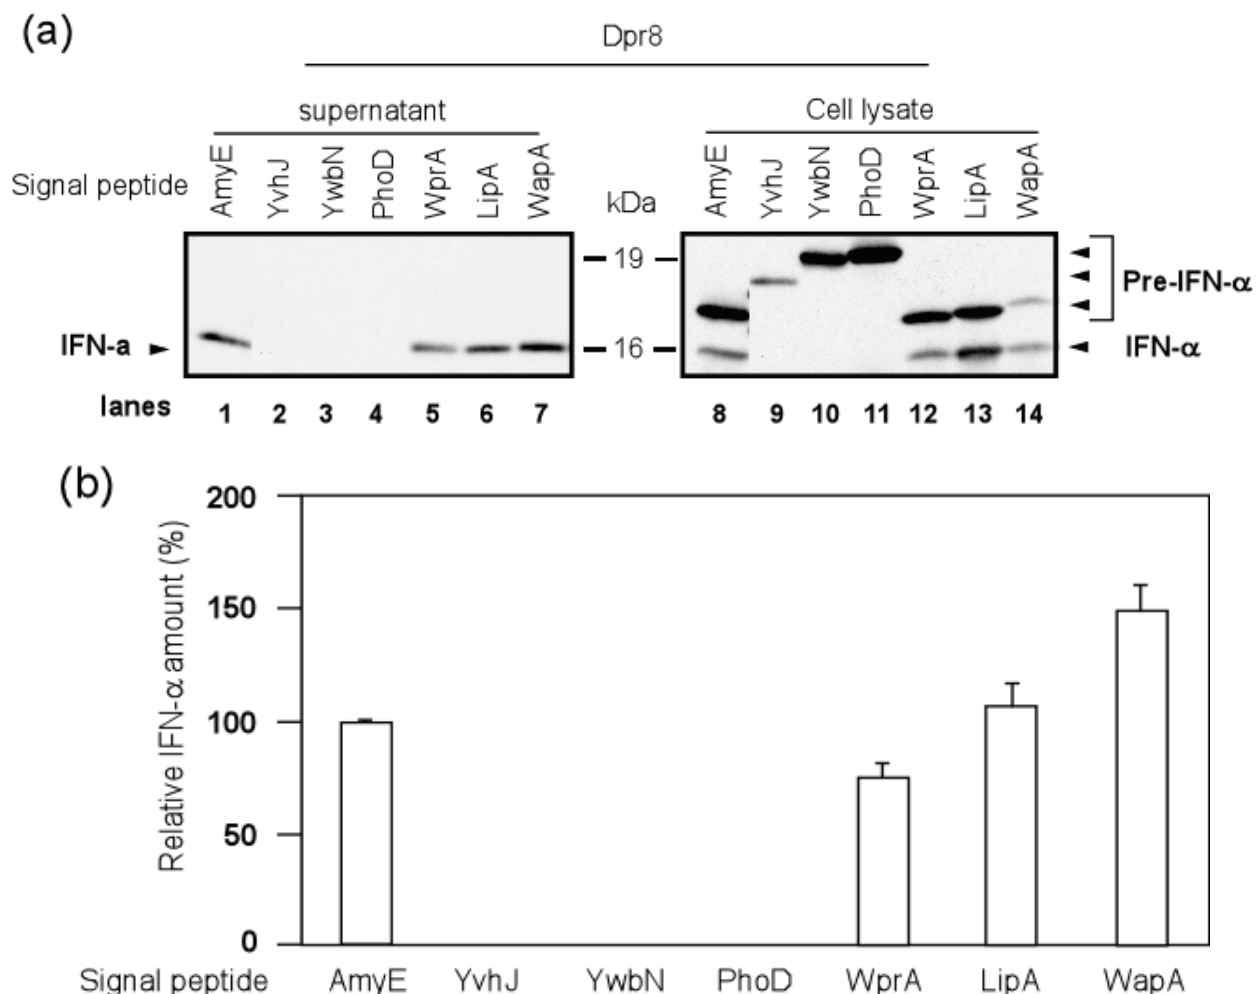 (a)
Dpr8
supernatant
Cell lysate
Signal peptide
AmyE
YvhJ
YwbN
PhoD
WprA
LipA
WapA
kDa
AmyE
YvhJ
YwbN
PhoD
WprA
LipA
WapA
19
Pre-IFN-α
IFN-a
16
IFN-α
lanes 1 2 3 4 5 6 7 8 9 10 11 12 13 14
(b)
Relative IFN-α amount (%)
200
150
100
50
0
Signal peptide AmyE YvhJ YwbN PhoD WprA LipA WapA